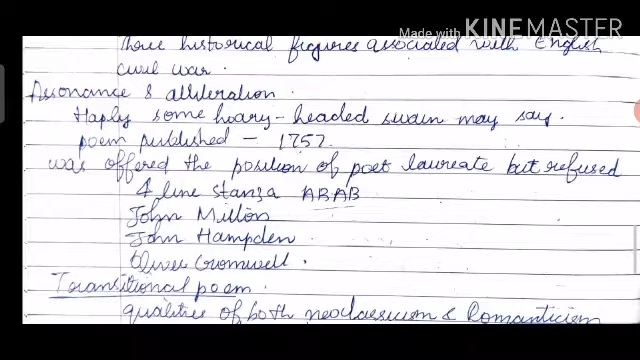 Made with KINEMASTER
Three historical figures associated with English
civil war.
Assonance & alliteration.
Haply some hoary-headed swain may say.
poem published - 1757.
was offered the position of poet laureate but refused
4 line stanza ABAB
John Milton
John Hampden.
Oliver Cromwell.
Transitional poem.
qualities of both neoclassicism & Romanticism